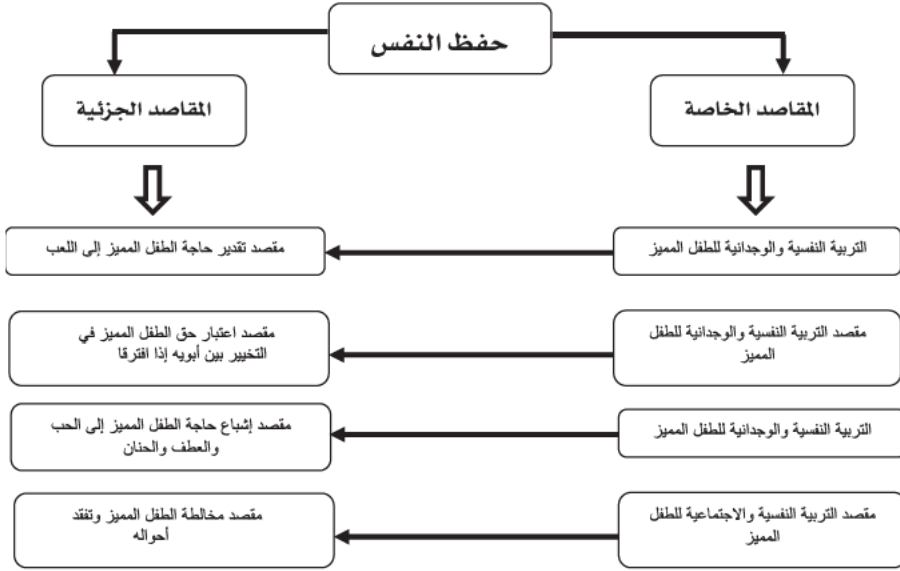 حفظ النفس
المقاصد الخاصة
المقاصد الجزئية
التربية النفسية والوجدانية للطفل المميز
مقصد تقدير حاجة الطفل المميز إلى اللعب
مقصد التربية النفسية والوجدانية للطفل
المميز
مقصد اعتبار حق الطفل المميز في
التخيير بين أبويه إذا افترقا
التربية النفسية والوجدانية للطفل المميز
مقصد إشباع حاجة الطفل المميز إلى الحب
والعطف والحنان
مقصد التربية النفسية والاجتماعية للطفل
المميز
مقصد مخالطة الطفل المميز وتفقد
أحواله